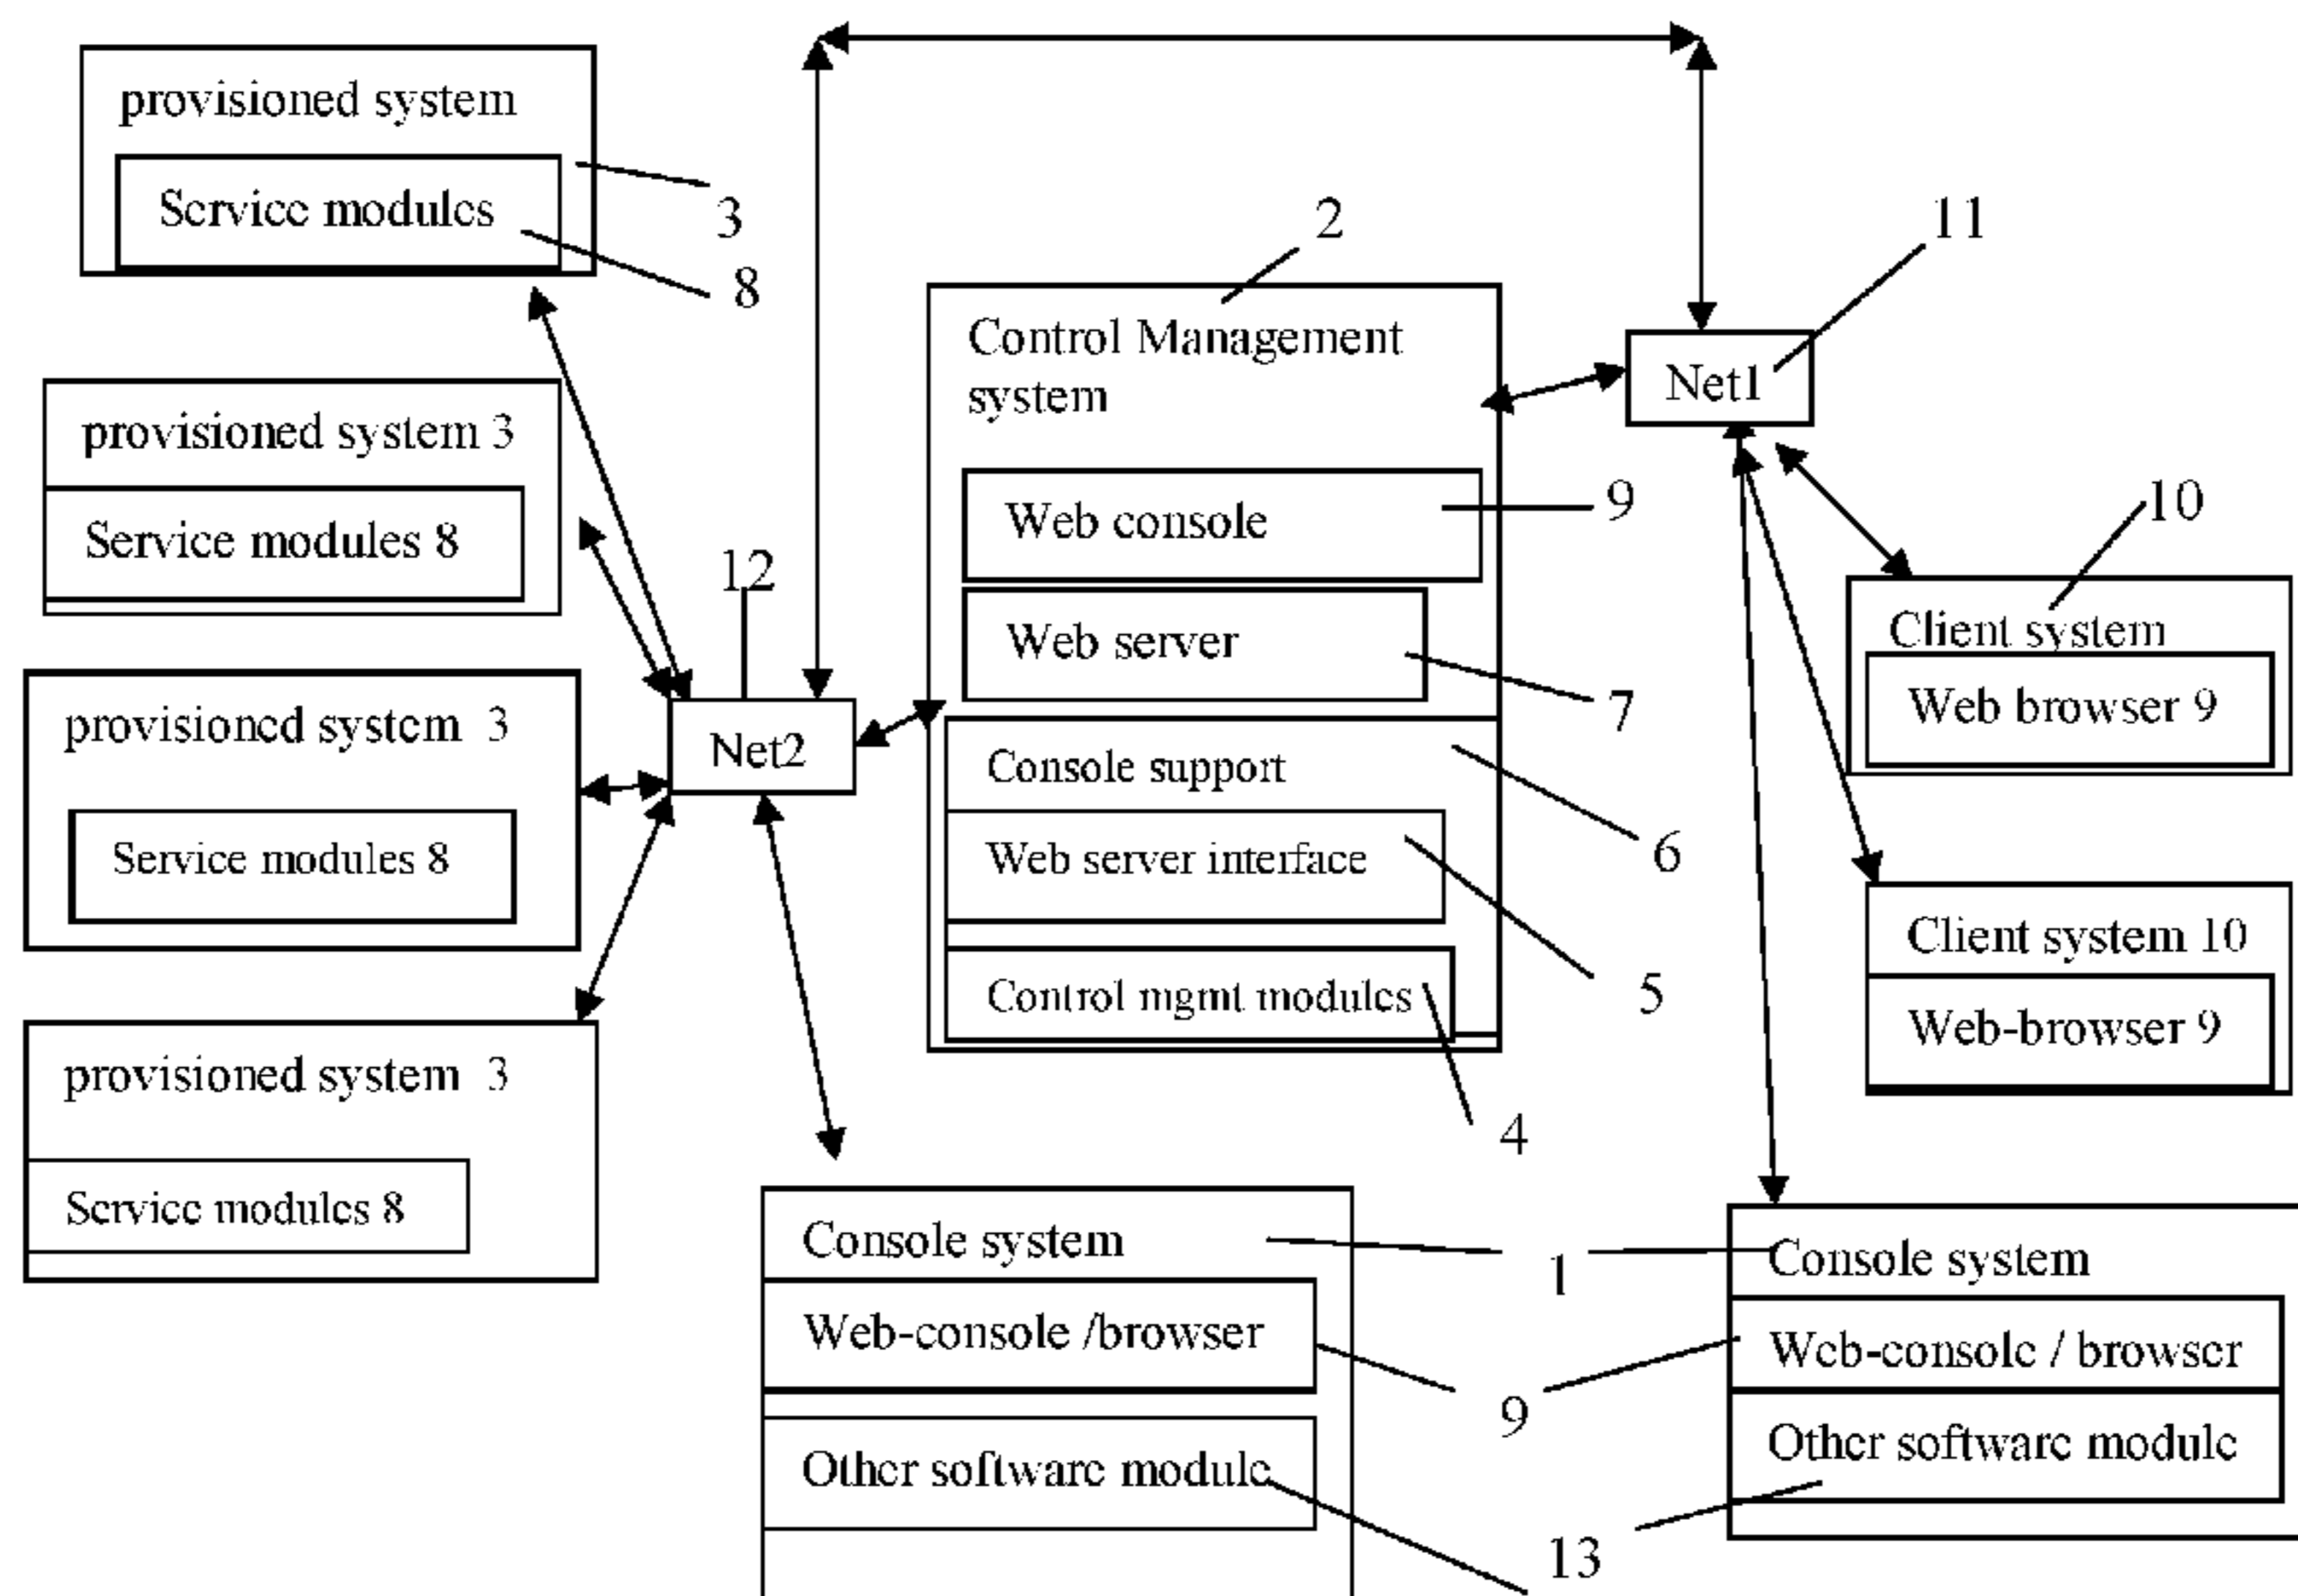 provisioned system
Service modules
3
8
provisioned system 3
Service modules 8
provisioned system 3
Service modules 8
provisioned system 3
Service modules 8
12
Net2
2
Control Management
system
Web console
9
Web server
7
Console support
6
Web server interface
5
Control mgmt modules
4
11
Net1
10
Client system
Web browser 9
Client system 10
Web-browser 9
Console system
1
Web-console /browser
9
Other software module
13
Console system
Web-console / browser
Other software module